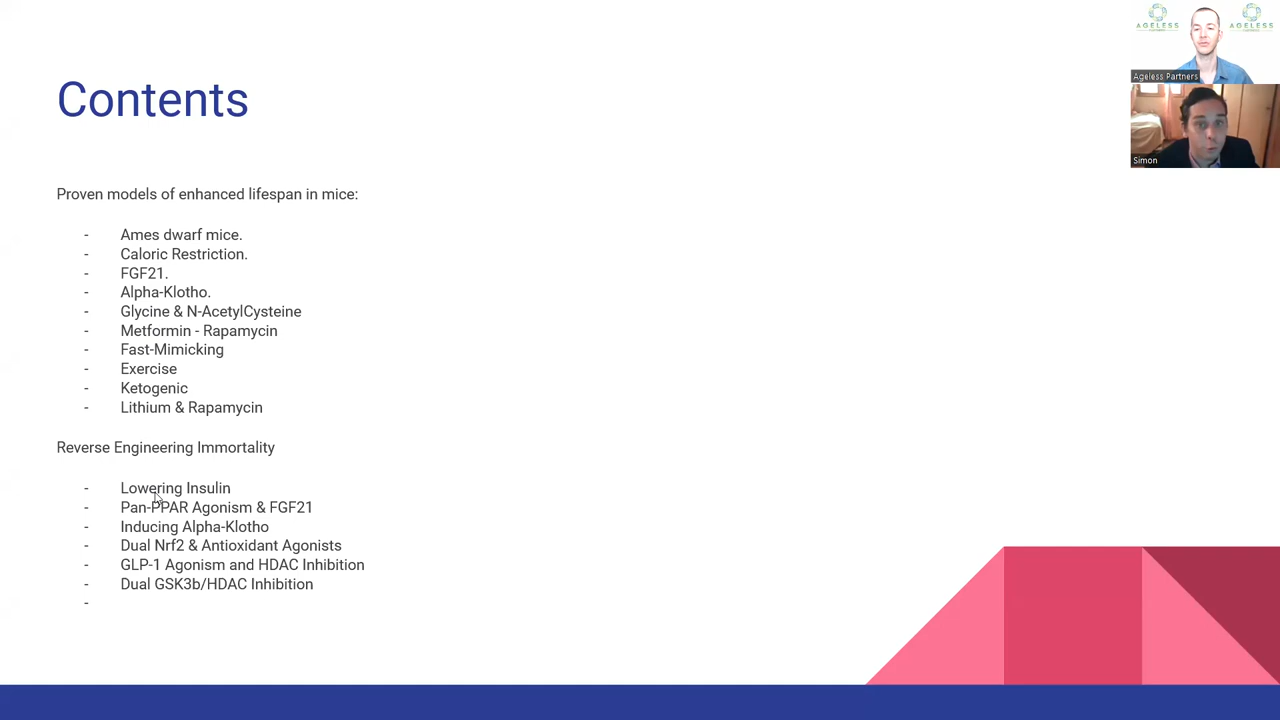 Contents
Proven models of enhanced lifespan in mice:
- Ames dwarf mice.
- Caloric Restriction.
- FGF21.
- Alpha-Klotho.
- Glycine & N-AcetylCysteine
- Metformin - Rapamycin
- Fast-Mimicking
- Exercise
- Ketogenic
- Lithium & Rapamycin
Reverse Engineering Immortality
- Lowering Insulin
- Pan-PPAR Agonism & FGF21
- Inducing Alpha-Klotho
- Dual Nrf2 & Antioxidant Agonists
- GLP-1 Agonism and HDAC Inhibition
- Dual GSK3b/HDAC Inhibition
-
AGELESS
AGELESS
Ageless Partners
Simon